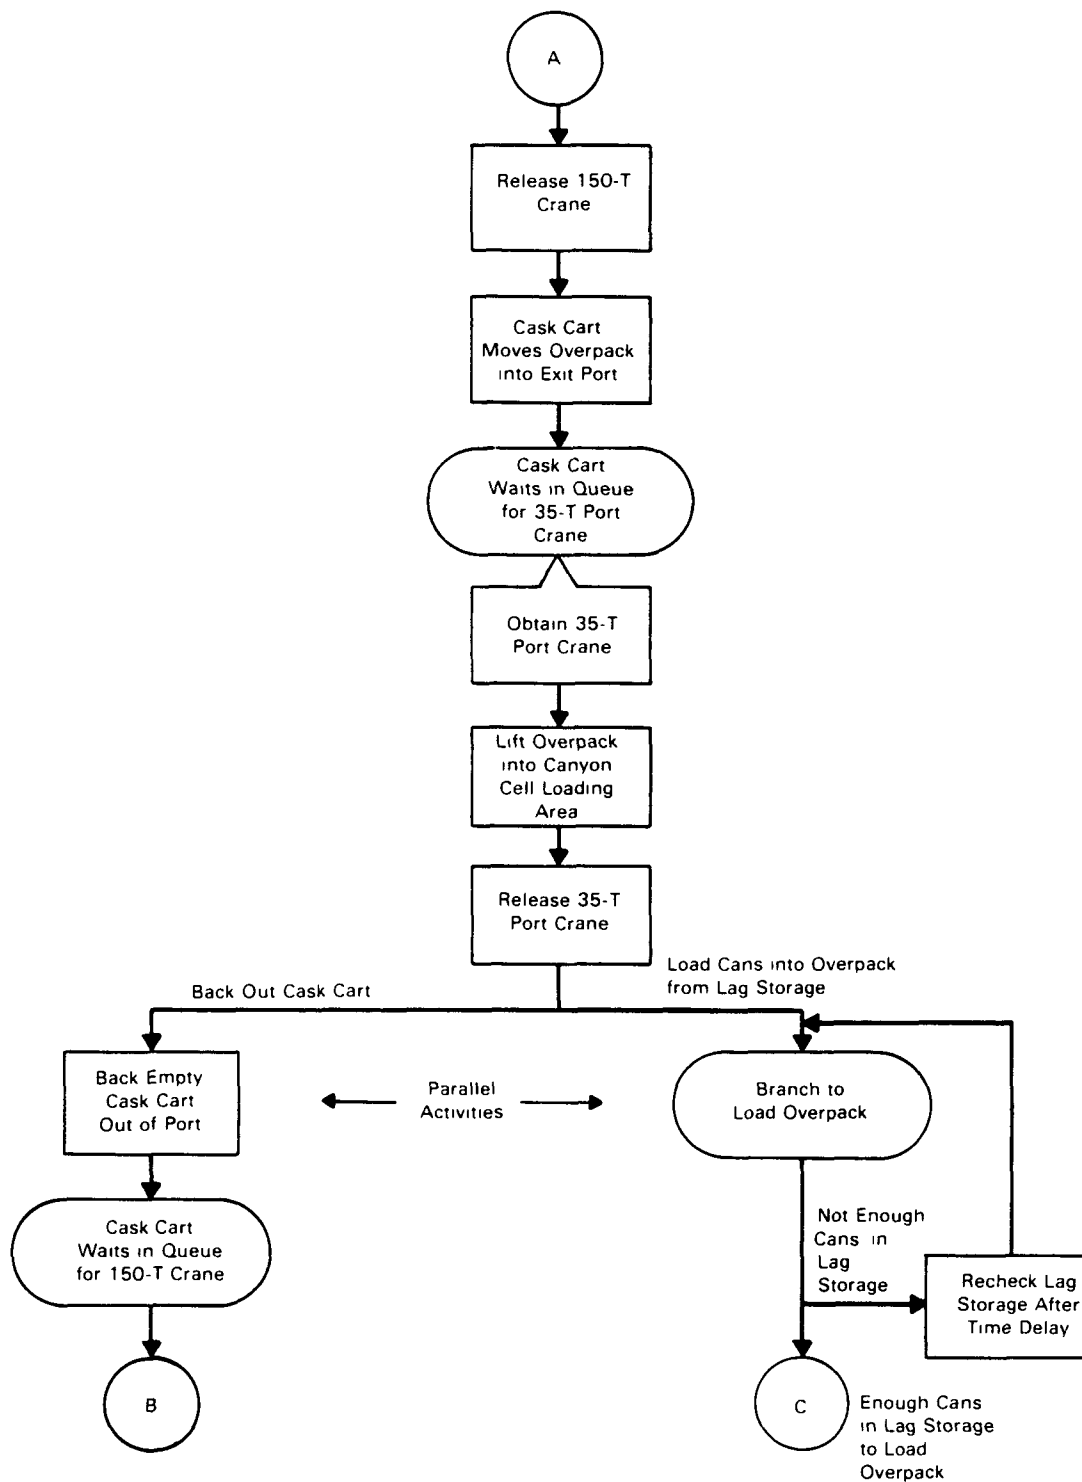 A
Release 150-T
Crane
Cask Cart
Moves Overpack
into Exit Port
Cask Cart
Waits in Queue
for 35-T Port
Crane
Obtain 35-T
Port Crane
Lift Overpack
into Canyon
Cell Loading
Area
Release 35-T
Port Crane
Back Out Cask Cart
Load Cans into Overpack
from Lag Storage
Back Empty
Cask Cart
Out of Port
Parallel
Activities
Branch to
Load Overpack
Cask Cart
Waits in Queue
for 150-T Crane
Not Enough
Cans in
Lag
Storage
Recheck Lag
Storage After
Time Delay
B
C
Enough Cans
in Lag Storage
to Load
Overpack